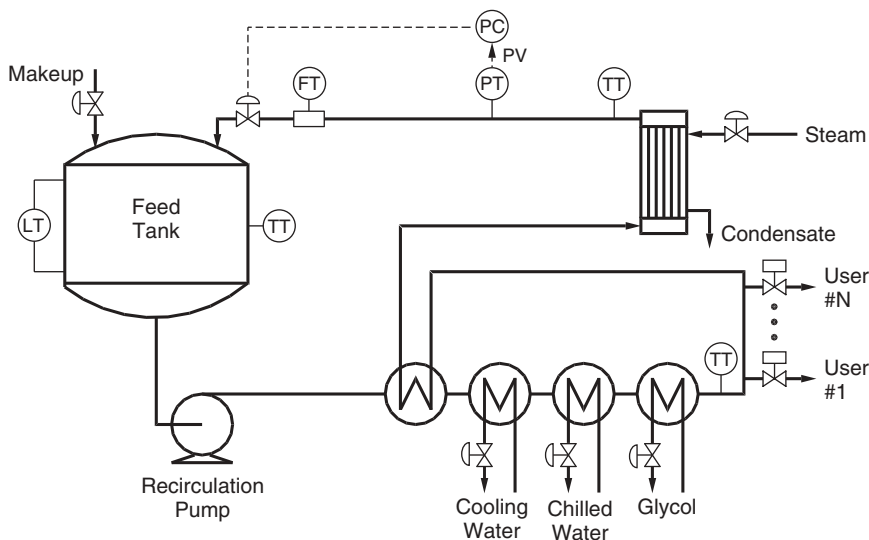 PC
Makeup
PV
FT
PT
TT
Steam
Feed
Tank
LT
TT
Condensate
User
#N
TT
User
#1
Recirculation
Pump
Cooling
Water
Chilled
Water
Glycol